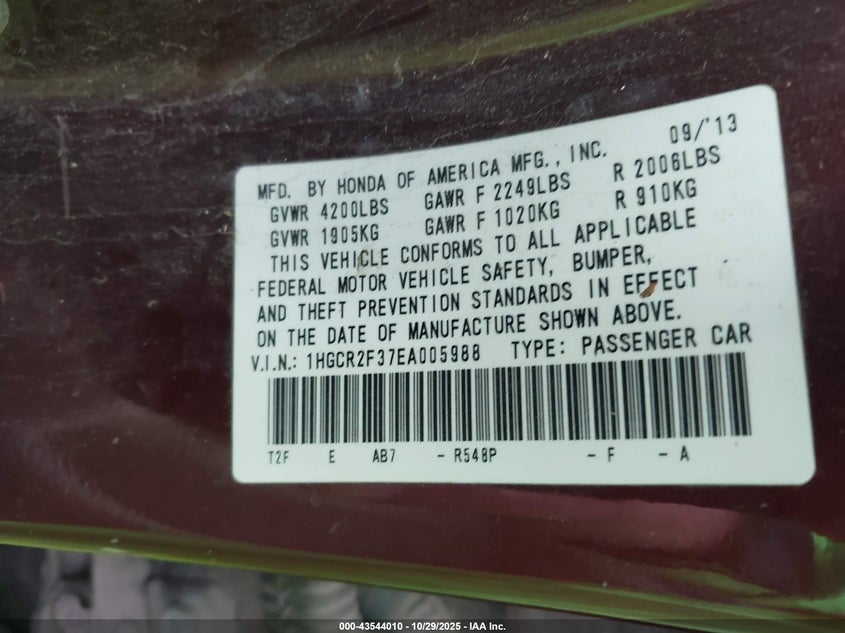 MFD. BY HONDA OF AMERICA MFG., INC. 09/'13
GVWR 4200LBS GAWR F 2249LBS R 2006LBS
GVWR 1905KG GAWR F 1020KG R 910KG
THIS VEHICLE CONFORMS TO ALL APPLICABLE
FEDERAL MOTOR VEHICLE SAFETY, BUMPER,
AND THEFT PREVENTION STANDARDS IN EFFECT
ON THE DATE OF MANUFACTURE SHOWN ABOVE.
V.I.N.: 1HGCR2F37EA005988 TYPE: PASSENGER CAR
T2F E AB7 - R548P - F - A
000-43544010 - 10/29/2025 - IAA Inc.